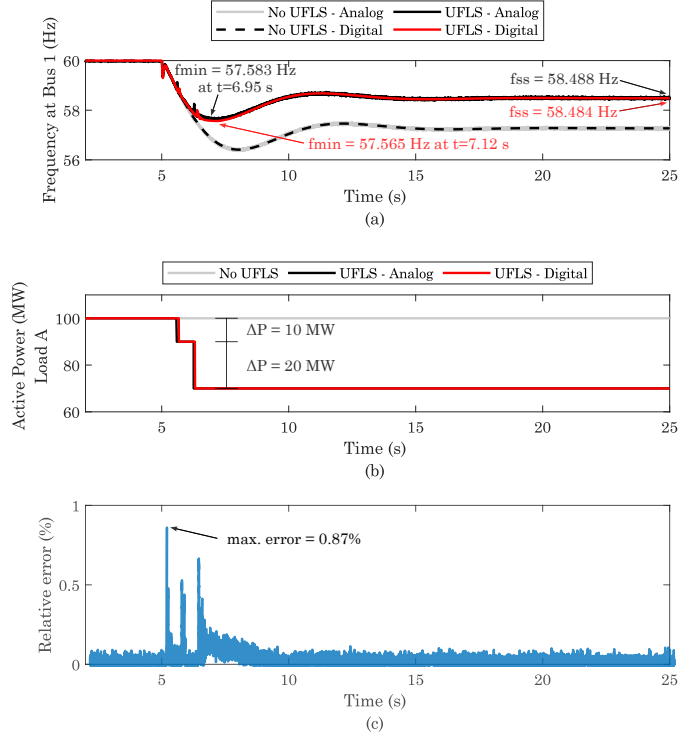 No UFLS - Analog UFLS - Analog
No UFLS - Digital UFLS - Digital
Frequency at Bus 1 (Hz)
60
58
56
fmin = 57.583 Hz
at t=6.95 s
fss = 58.488 Hz
fss = 58.484 Hz
fmin = 57.565 Hz at t=7.12 s
5 10 15 20 25
Time (s)
(a)
No UFLS UFLS - Analog UFLS - Digital
Active Power (MW)
Load A
100
80
60
ΔP = 10 MW
ΔP = 20 MW
5 10 15 20 25
Time (s)
(b)
Relative error (%)
1
0.5
0
max. error = 0.87%
5 10 15 20 25
Time (s)
(c)